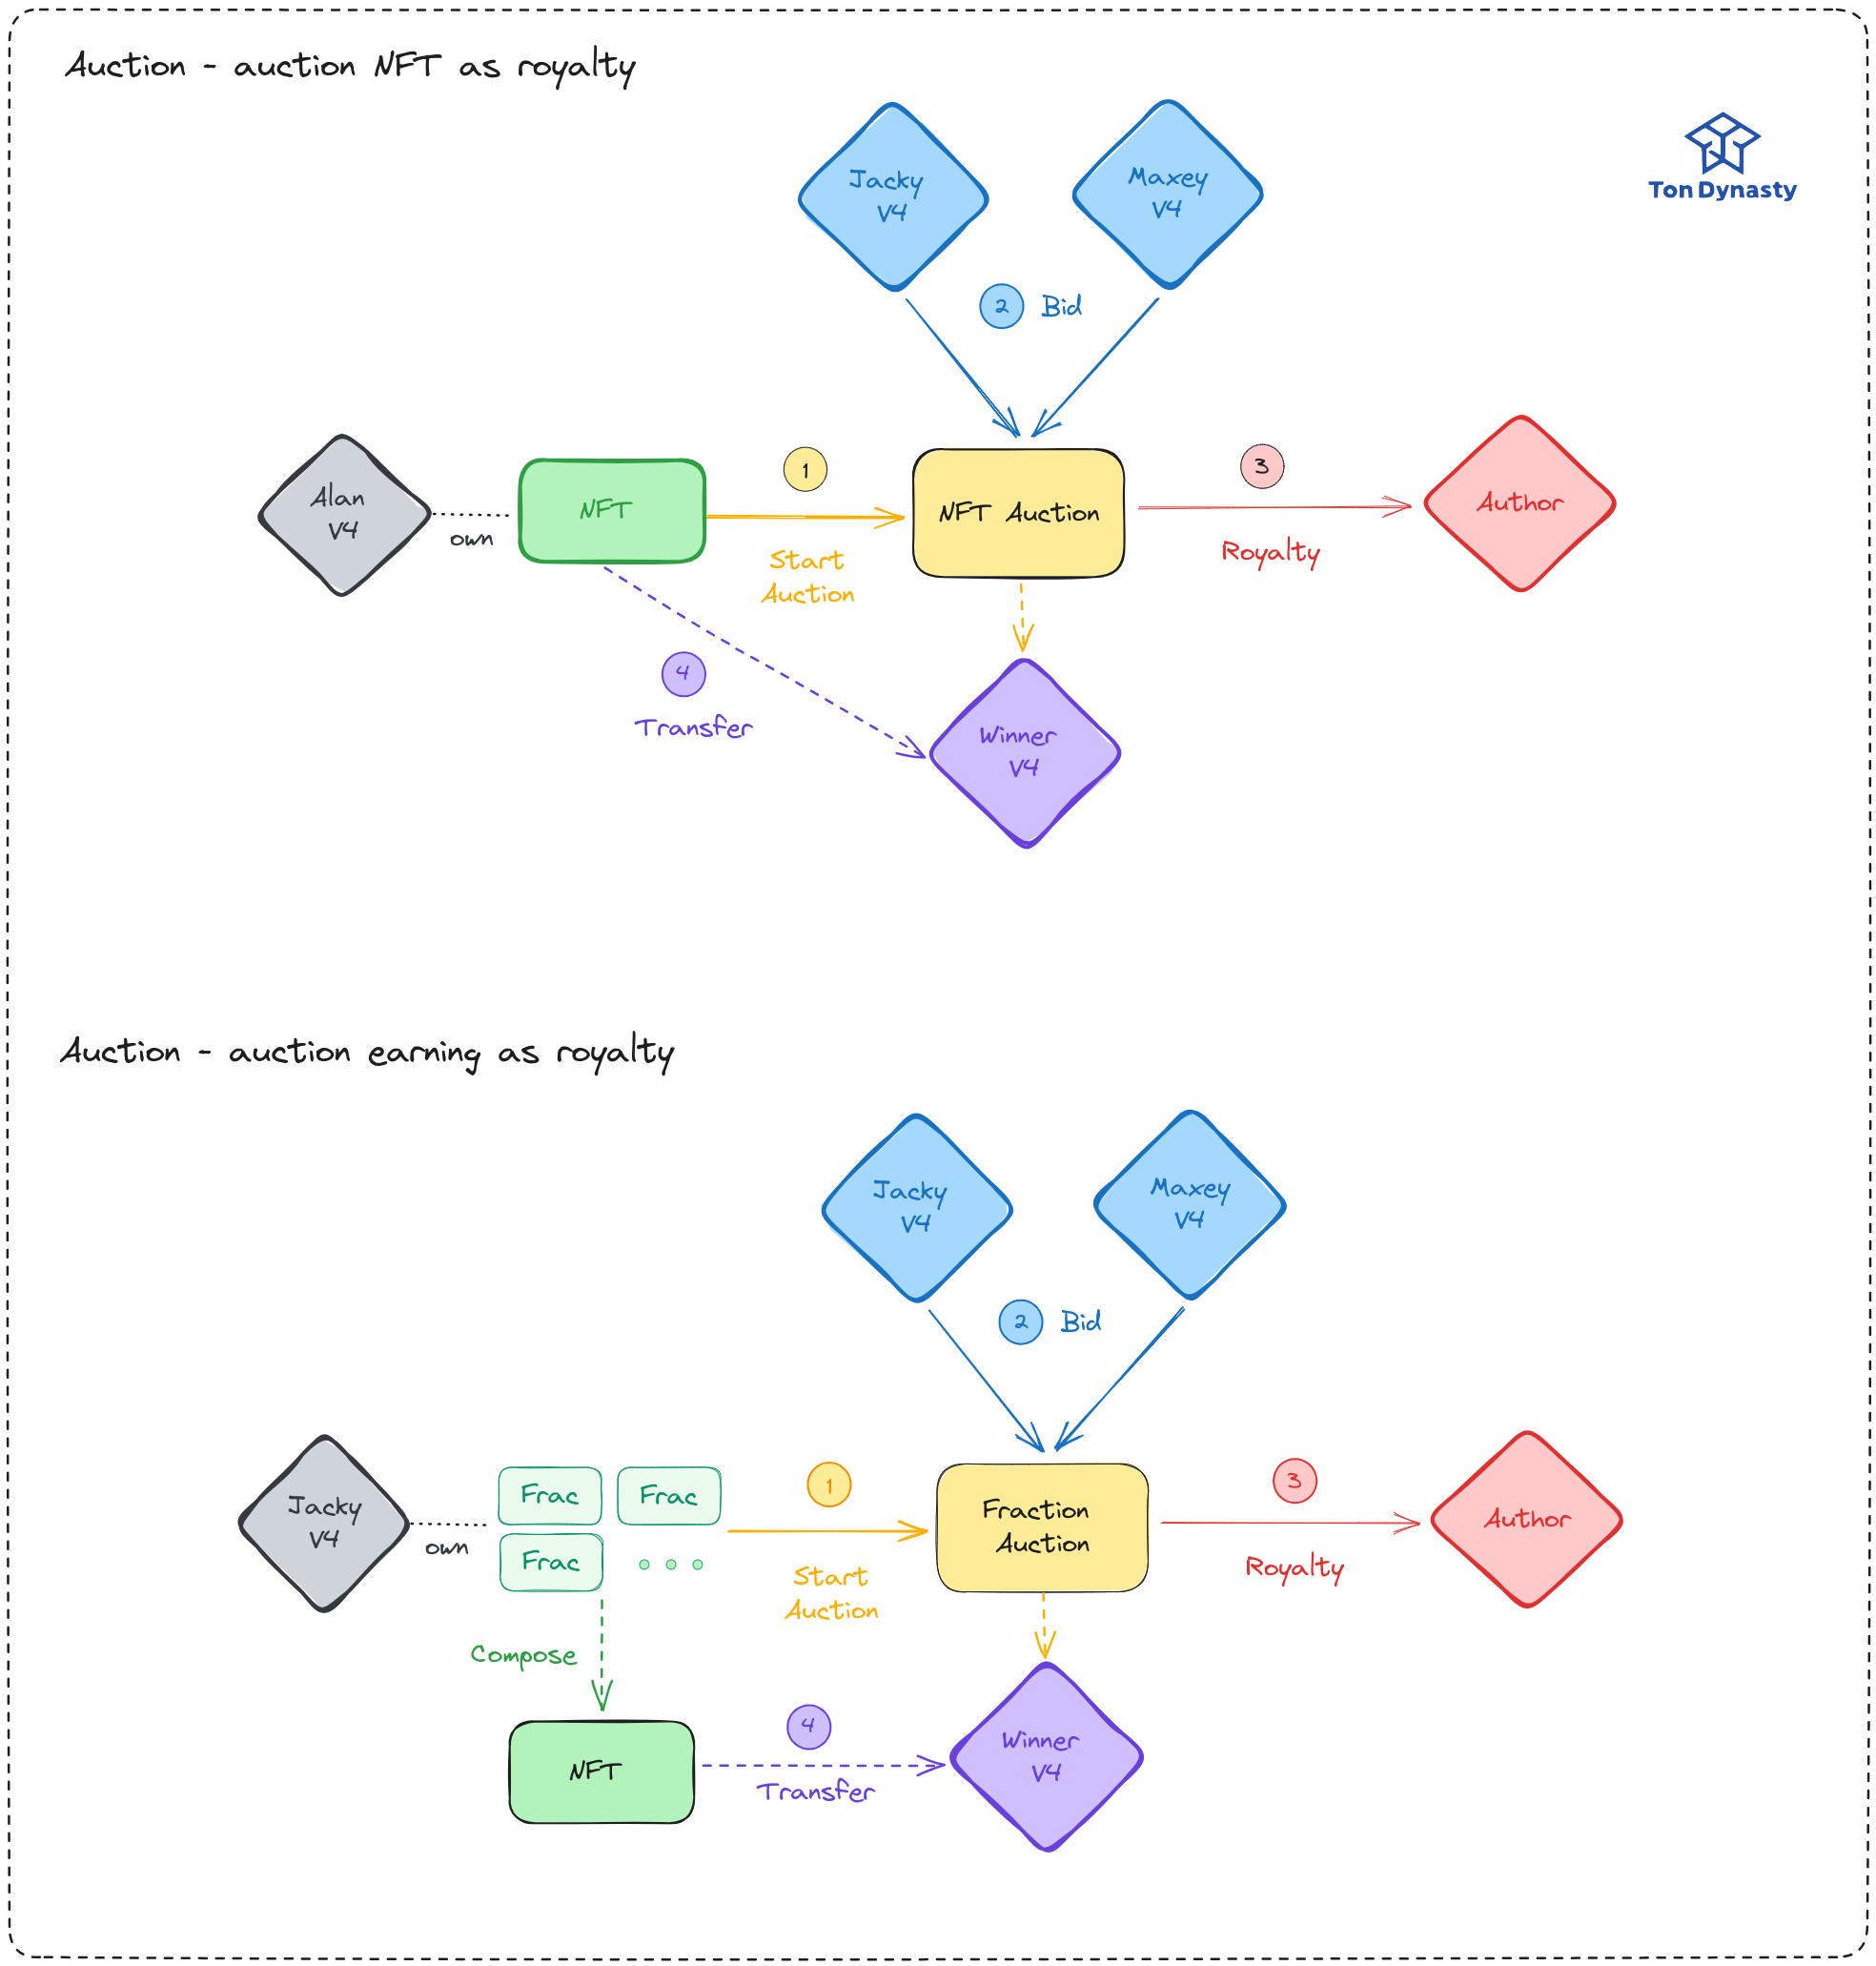 Auction - auction NFT as royalty
Ton Dynasty
Jacky
V4
Maxey
V4
2 Bid
Alan
V4
own
NFT
1
Start
Auction
NFT Auction
3
Royalty
Author
4
Transfer
Winner
V4
Auction - auction earning as royalty
Jacky
V4
Maxey
V4
2 Bid
Jacky
V4
own
Frac Frac
Frac
1
Start
Auction
Fraction
Auction
3
Royalty
Author
Compose
NFT
4
Transfer
Winner
V4